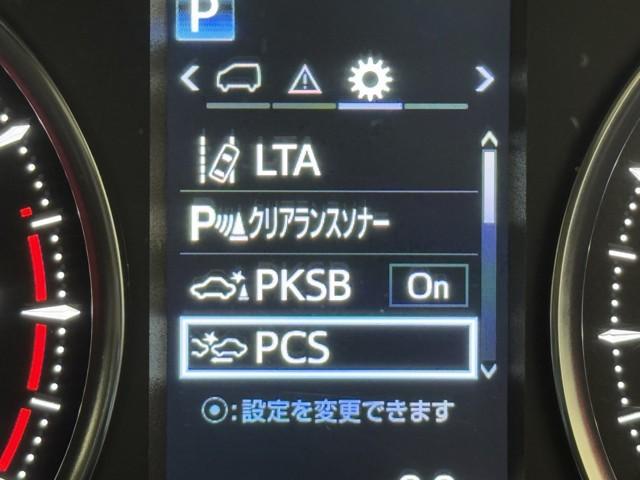 P
LTA
Pクリアランスソナー
PKSB On
PCS
:設定を変更できます